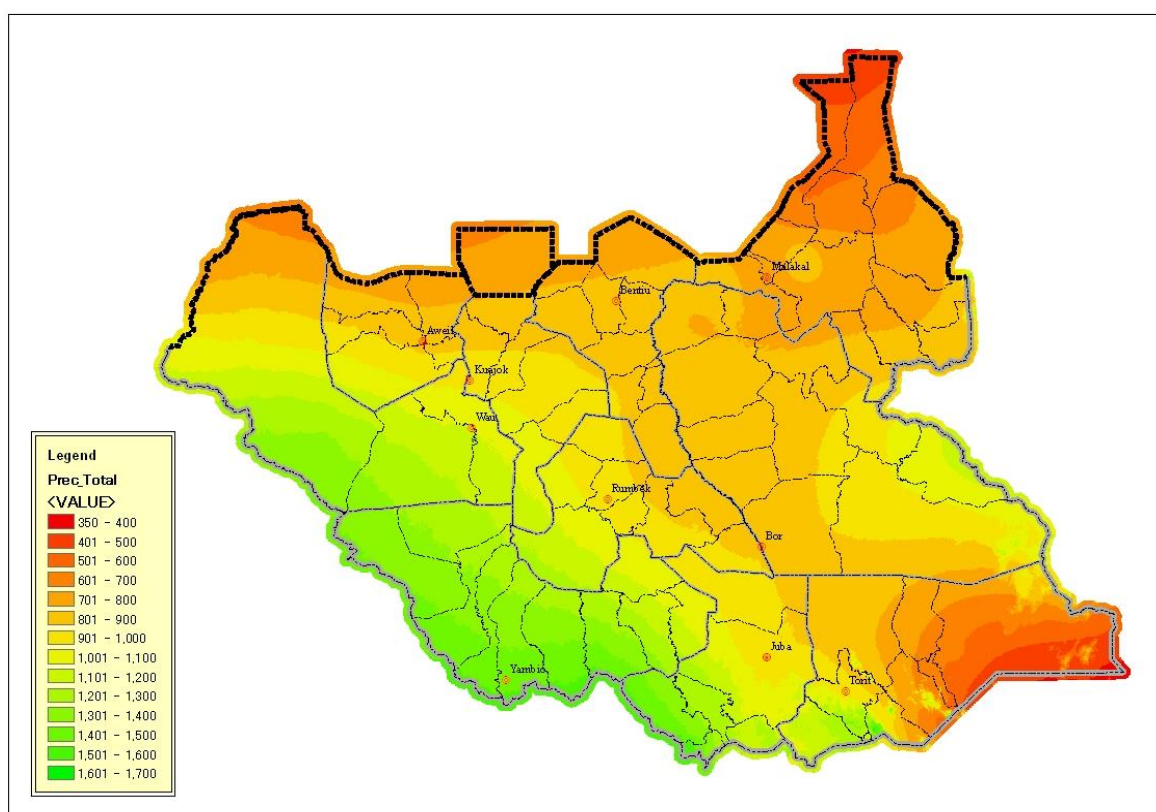 Malakal
Bentiu
Aweil
Kuajok
Wau
Rumbek
Bor
Juba
Torit
Yambio
Legend
Prec_Total
<VALUE>
350 - 400
401 - 500
501 - 600
601 - 700
701 - 800
801 - 900
901 - 1,000
1,001 - 1,100
1,101 - 1,200
1,201 - 1,300
1,301 - 1,400
1,401 - 1,500
1,501 - 1,600
1,601 - 1,700